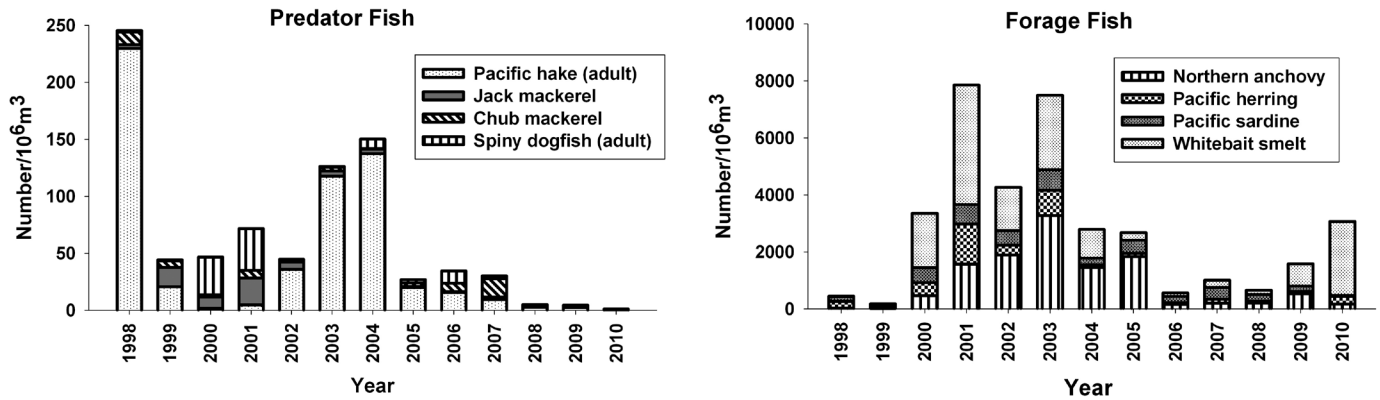 Predator Fish
250
200
150
100
50
0
Number/10⁶m³
Pacific hake (adult)
Jack mackerel
Chub mackerel
Spiny dogfish (adult)
1998
1999
2000
2001
2002
2003
2004
2005
2006
2007
2008
2009
2010
Year
Forage Fish
10000
8000
6000
4000
2000
0
Number/10⁶m³
Northern anchovy
Pacific herring
Pacific sardine
Whitebait smelt
1998
1999
2000
2001
2002
2003
2004
2005
2006
2007
2008
2009
2010
Year